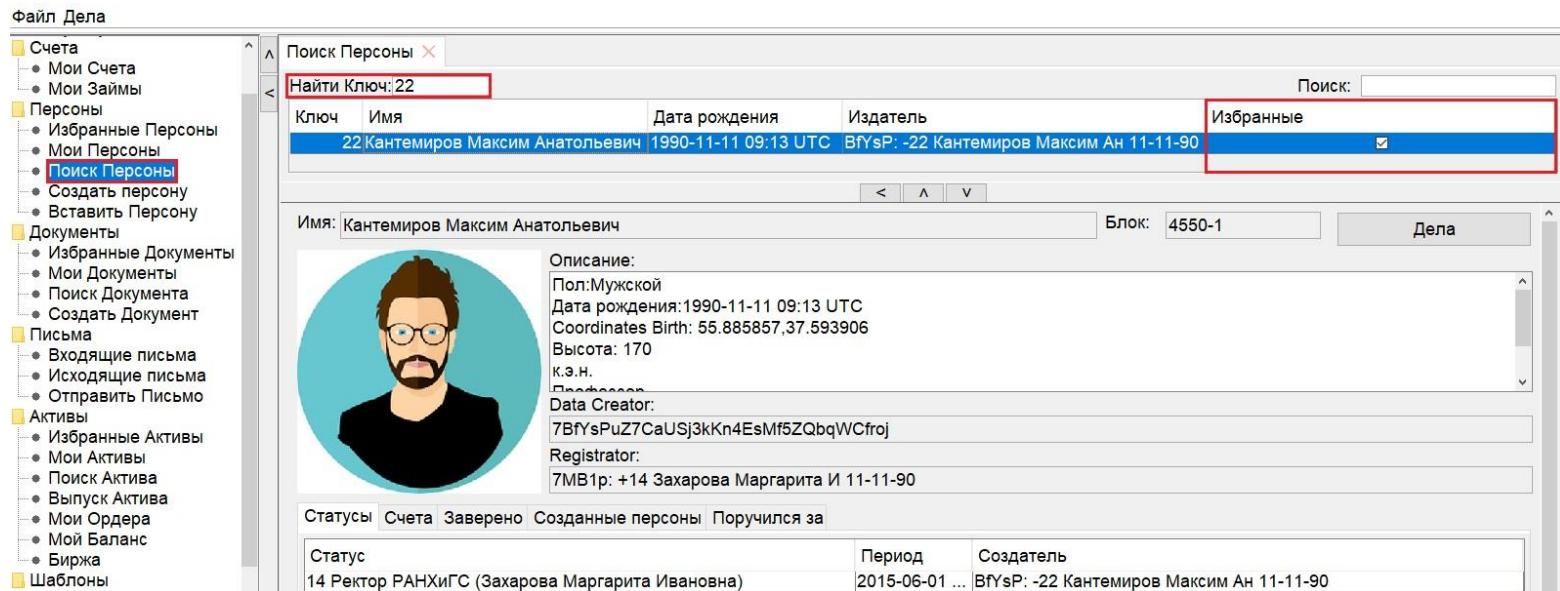 Файл Дела
Счета
Мои Счета
Мои Займы
Персоны
Избранные Персоны
Мои Персоны
Поиск Персоны
Создать персону
Вставить Персону
Документы
Избранные Документы
Мои Документы
Поиск Документа
Создать Документ
Письма
Входящие письма
Исходящие письма
Отправить Письмо
Активы
Избранные Активы
Мои Активы
Поиск Актива
Выпуск Актива
Мои Ордера
Мой Баланс
Биржа
Шаблоны
Поиск Персоны
Найти Ключ: 22 Поиск:
Ключ Имя Дата рождения Издатель Избранные
22 Кантемиров Максим Анатольевич 1990-11-11 09:13 UTC BfYsP: -22 Кантемиров Максим Ан 11-11-90
Имя: Кантемиров Максим Анатольевич Блок: 4550-1 Дела
Описание:
Пол:Мужской
Дата рождения:1990-11-11 09:13 UTC
Coordinates Birth: 55.885857,37.593906
Высота: 170
к.э.н.
Data Creator:
7BfYsPuZ7CaUSj3kKn4EsMf5ZQbqWCfroj
Registrator:
7MB1p: +14 Захарова Маргарита И 11-11-90
Статусы Счета Заверено Созданные персоны Поручился за
Статус Период Создатель
14 Ректор РАНХиГС (Захарова Маргарита Ивановна) 2015-06-01 ... BfYsP: -22 Кантемиров Максим Ан 11-11-90